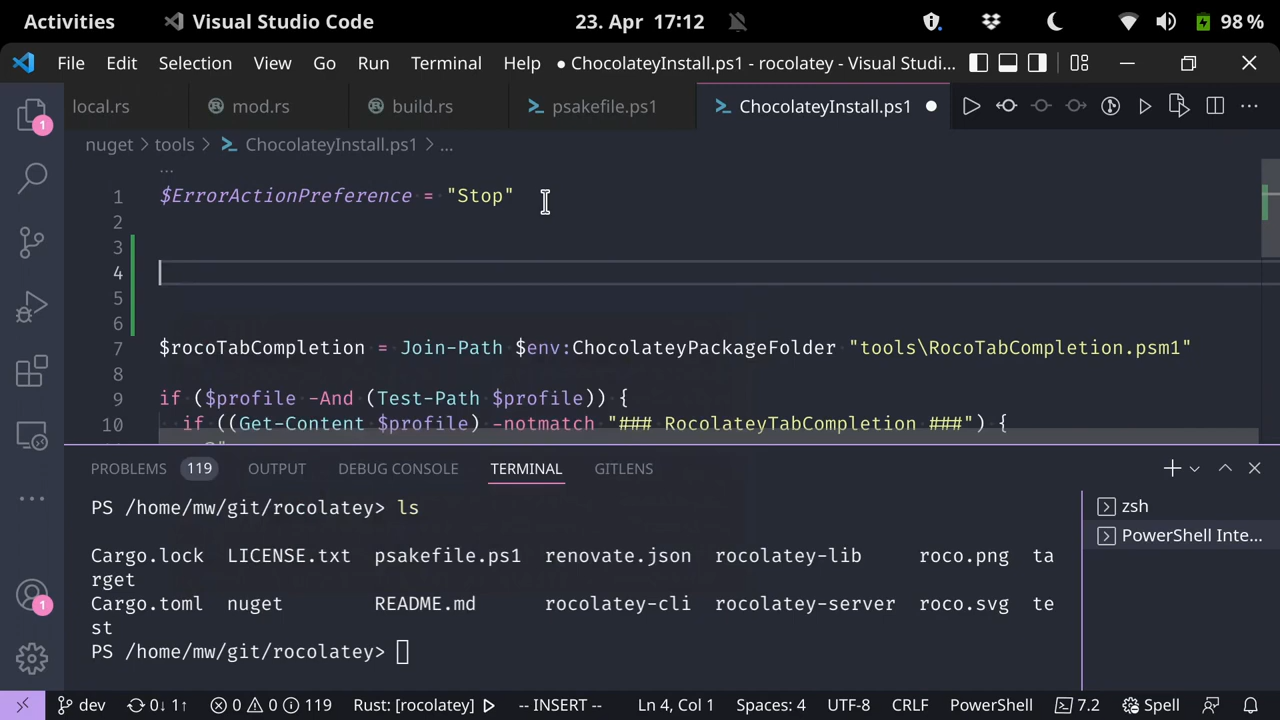 Activities Visual Studio Code 23. Apr 17:12 98 %
File Edit Selection View Go Run Terminal Help ● ChocolateyInstall.ps1 - rocolatey - Visual Studi...
local.rs mod.rs build.rs psakefile.ps1 ChocolateyInstall.ps1
nuget > tools > ChocolateyInstall.ps1 > ...
1 $ErrorActionPreference = "Stop"
2
3
4
5
6
7 $rocoTabCompletion = Join-Path $env:ChocolateyPackageFolder "tools\RocoTabCompletion.psm1"
8
9 if ($profile -And (Test-Path $profile)) {
10 if ((Get-Content $profile) -notmatch "### RocolateyTabCompletion ###") {
PROBLEMS 119 OUTPUT DEBUG CONSOLE TERMINAL GITLENS
PS /home/mw/git/rocolatey> ls
Cargo.lock LICENSE.txt psakefile.ps1 renovate.json rocolatey-lib roco.png ta
rget
Cargo.toml nuget README.md rocolatey-cli rocolatey-server roco.svg te
st
PS /home/mw/git/rocolatey>
zsh
PowerShell Inte...
1
1
dev 0↓ 1↑ 0 0 119 Rust: [rocolatey] -- INSERT -- Ln 4, Col 1 Spaces: 4 UTF-8 CRLF PowerShell 7.2 Spell